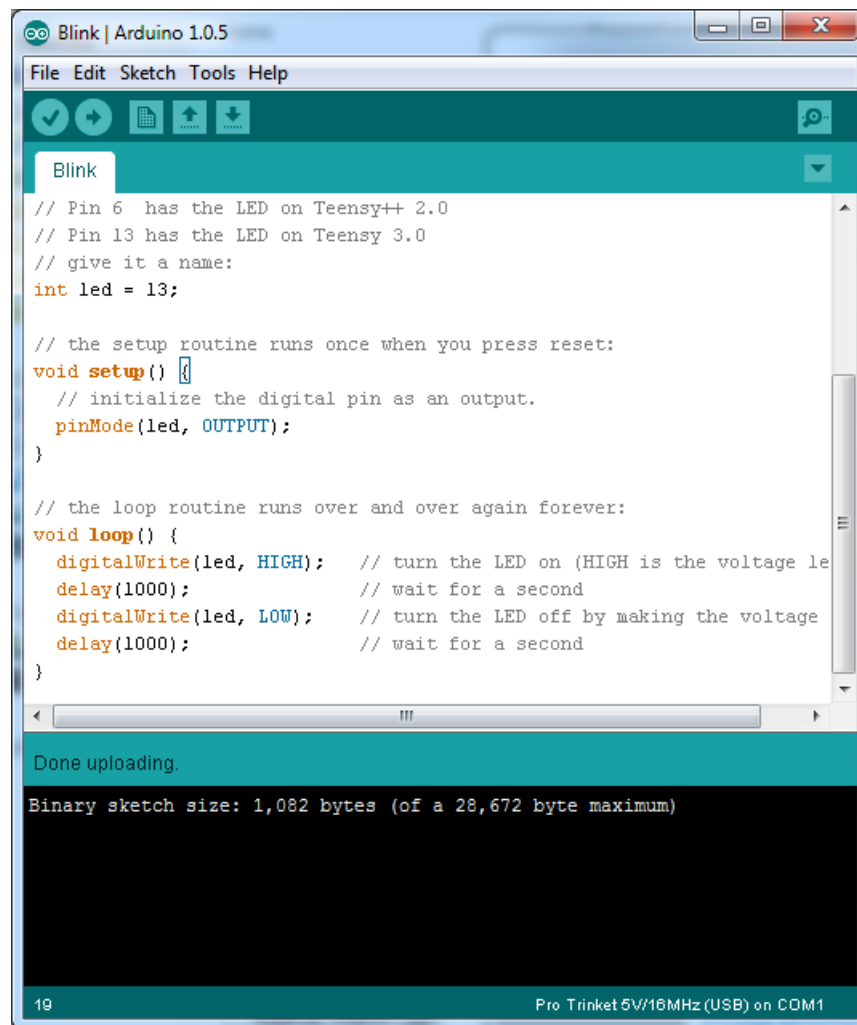 Blink | Arduino 1.0.5
File Edit Sketch Tools Help
Blink
// Pin 6  has the LED on Teensy++ 2.0
// Pin 13 has the LED on Teensy 3.0
// give it a name:
int led = 13;
// the setup routine runs once when you press reset:
void setup() {
  // initialize the digital pin as an output.
  pinMode(led, OUTPUT);
}
// the loop routine runs over and over again forever:
void loop() {
  digitalWrite(led, HIGH);   // turn the LED on (HIGH is the voltage le
  delay(1000);               // wait for a second
  digitalWrite(led, LOW);    // turn the LED off by making the voltage
  delay(1000);               // wait for a second
}
Done uploading.
Binary sketch size: 1,082 bytes (of a 28,672 byte maximum)
19 Pro Trinket 5V/16MHz (USB) on COM1